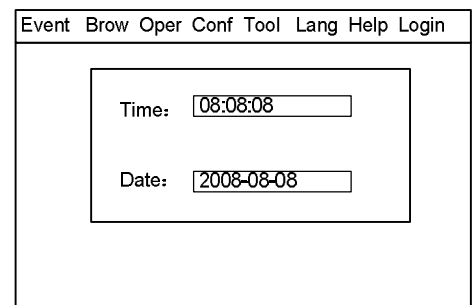 Event Brow Oper Conf Tool Lang Help Login
Time: 08:08:08
Date: 2008-08-08